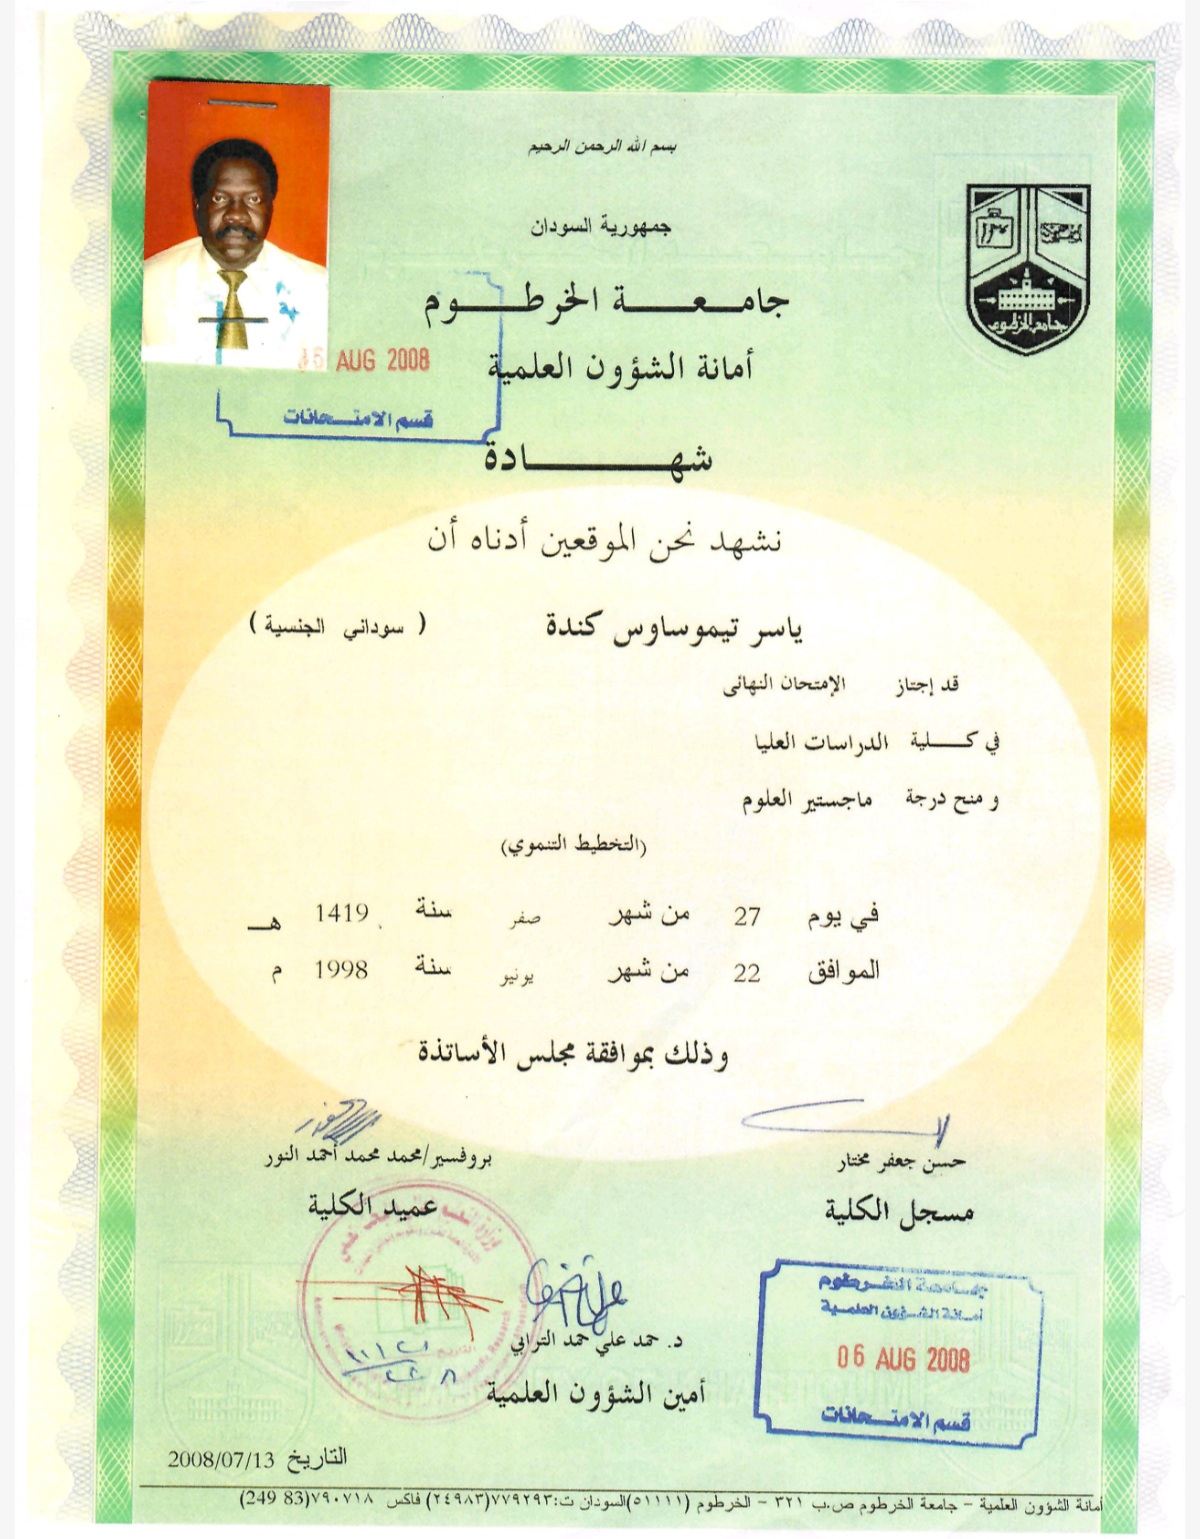 بسم الله الرحمن الرحيم
جمهورية السودان
جامعة الخرطوم
جامعة الخرطوم
أمانة الشؤون العلمية
AUG 2008
قسم الامتحانات
شهادة
نشهد نحن الموقعين أدناه أن
ياسر تيموساوس كندة ( سوداني الجنسية )
قد إجتاز الإمتحان النهائى
في كلية الدراسات العليا
و منح درجة ماجستير العلوم
(التخطيط التنموي)
في يوم 27 من شهر صفر سنة 1419 هـ
الموافق 22 من شهر يونيو سنة 1998 م
وذلك بموافقة مجلس الأساتذة
حسن جعفر مختار
مسجل الكلية
بروفسير/محمد محمد أحمد النور
عميد الكلية
د. حمد علي حمد الترابي
أمين الشؤون العلمية
جامعة الخرطوم
أمانة الشؤون العلمية
06 AUG 2008
قسم الامتحانات
التاريخ 2008/07/13
أمانة الشؤون العلمية – جامعة الخرطوم ص.ب ٣٢١ – الخرطوم (١١١١٥)السودان ت:٧٧٩٢٩٣(٢٤٩٨٣) فاكس ٧٩٠٧١٨(83 249)